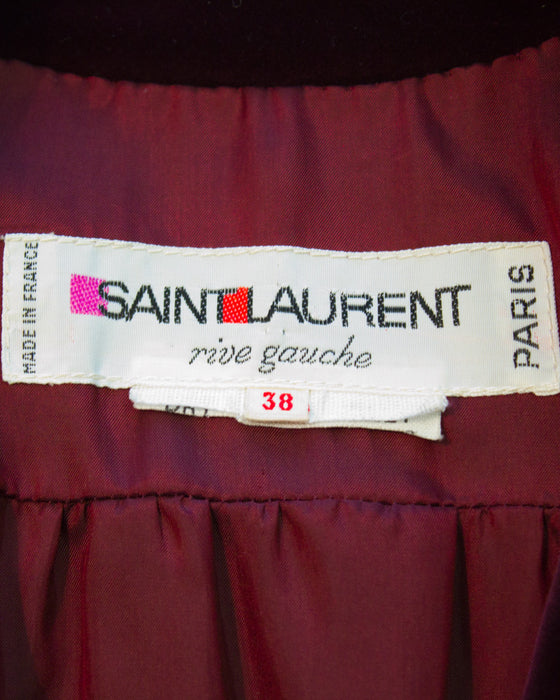 MADE IN FRANCE
SAINT LAURENT
rive gauche
PARIS
38